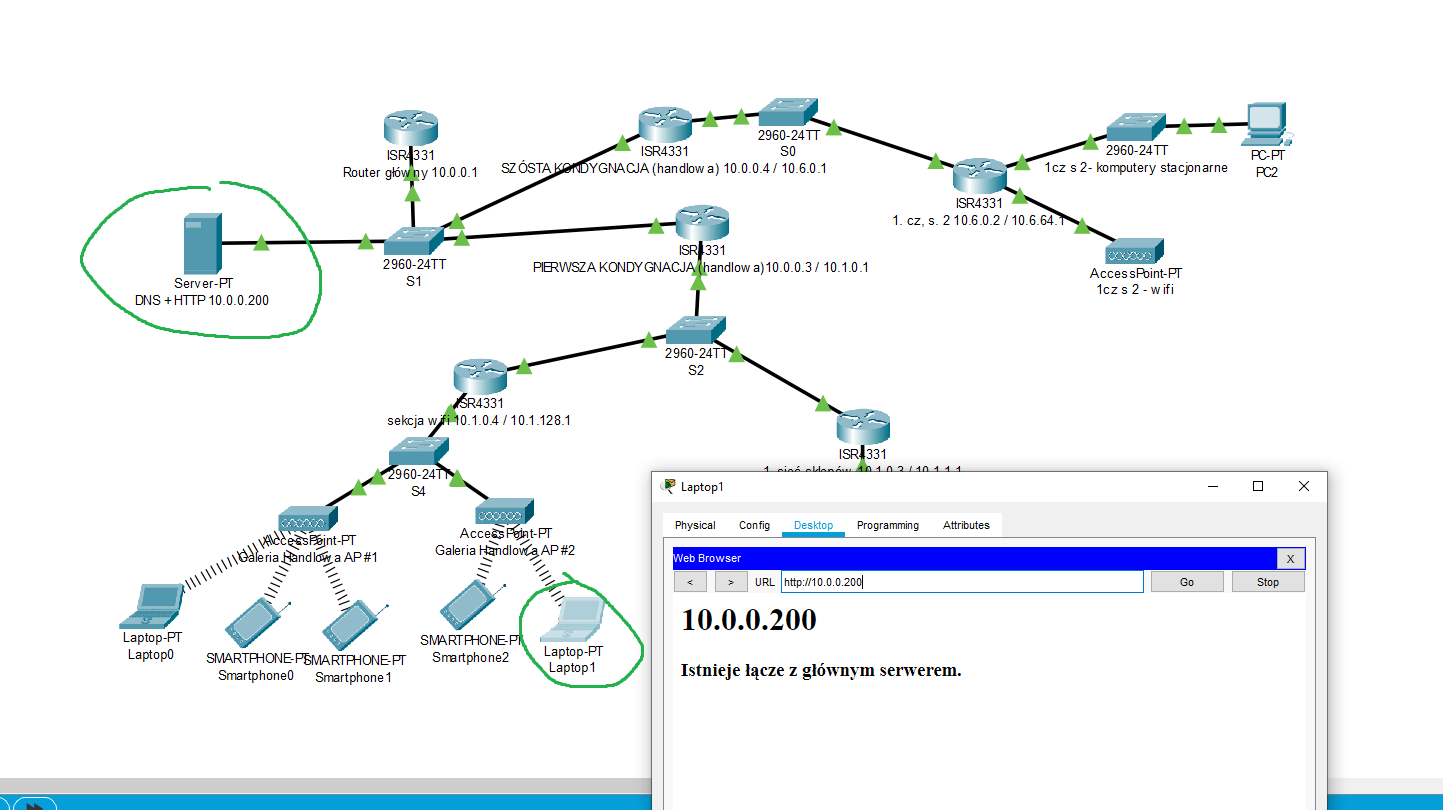 ISR4331
Router główny 10.0.0.1
ISR4331
SZÓSTA KONDYGNACJA (handlowa) 10.0.0.4 / 10.6.0.1
2960-24TT
S0
2960-24TT
1cz s 2- komputery stacjonarne
PC-PT
PC2
ISR4331
1. cz, s. 2 10.6.0.2 / 10.6.64.1
AccessPoint-PT
1cz s 2 - wifi
Server-PT
DNS + HTTP 10.0.0.200
2960-24TT
S1
ISR4331
PIERWSZA KONDYGNACJA (handlowa)10.0.0.3 / 10.1.0.1
2960-24TT
S2
ISR4331
sekcja wifi 10.1.0.4 / 10.1.128.1
ISR4331
1. sieć sklepów 10.1.0.3 / 10.1.1.1
2960-24TT
S4
AccessPoint-PT
Galeria Handlowa AP #1
AccessPoint-PT
Galeria Handlowa AP #2
Laptop-PT
Laptop0
SMARTPHONE-PT
Smartphone0
SMARTPHONE-PT
Smartphone1
SMARTPHONE-PT
Smartphone2
Laptop-PT
Laptop1
Laptop1
Physical Config Desktop Programming Attributes
Web Browser X
< > URL http://10.0.0.200 Go Stop
10.0.0.200
Istnieje łącze z głównym serwerem.